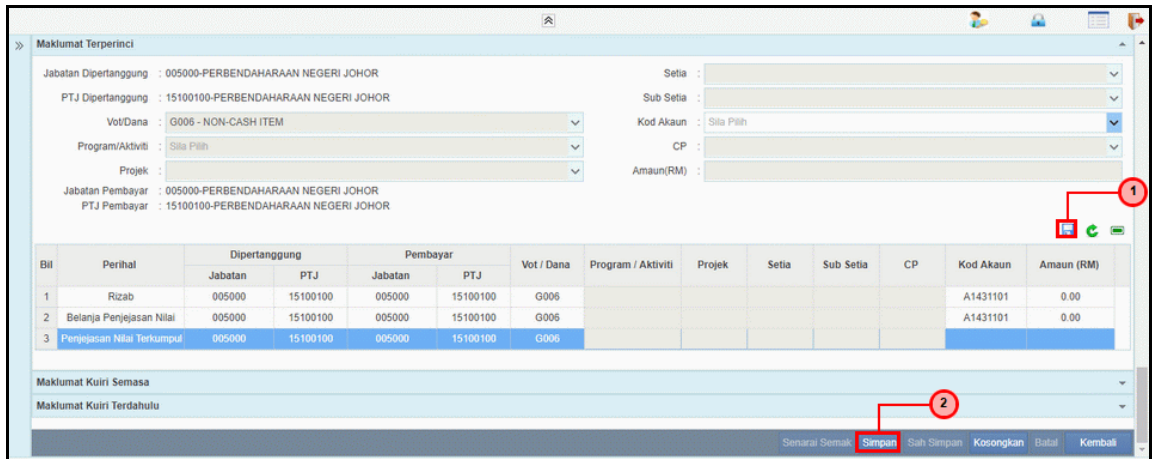 Maklumat Terperinci
Jabatan Dipertanggung : 005000-PERBENDAHARAAN NEGERI JOHOR Setia :
PTJ Dipertanggung : 15100100-PERBENDAHARAAN NEGERI JOHOR Sub Setia :
Vot/Dana : G006 - NON-CASH ITEM Kod Akaun : Sila Pilih
Program/Aktiviti : Sila Pilih CP :
Projek : Amaun(RM) :
Jabatan Pembayar : 005000-PERBENDAHARAAN NEGERI JOHOR
PTJ Pembayar : 15100100-PERBENDAHARAAN NEGERI JOHOR
1
Bil Perihal Dipertanggung Pembayar Vot / Dana Program / Aktiviti Projek Setia Sub Setia CP Kod Akaun Amaun (RM)
Jabatan PTJ Jabatan PTJ
1 Rizab 005000 15100100 005000 15100100 G006 A1431101 0.00
2 Belanja Penjejasan Nilai 005000 15100100 005000 15100100 G006 A1431101 0.00
3 Penjejasan Nilai Terkumpul 005000 15100100 005000 15100100 G006
Maklumat Kuiri Semasa
Maklumat Kuiri Terdahulu
2
Senarai Semak Simpan Sah Simpan Kosongkan Batal Kembali